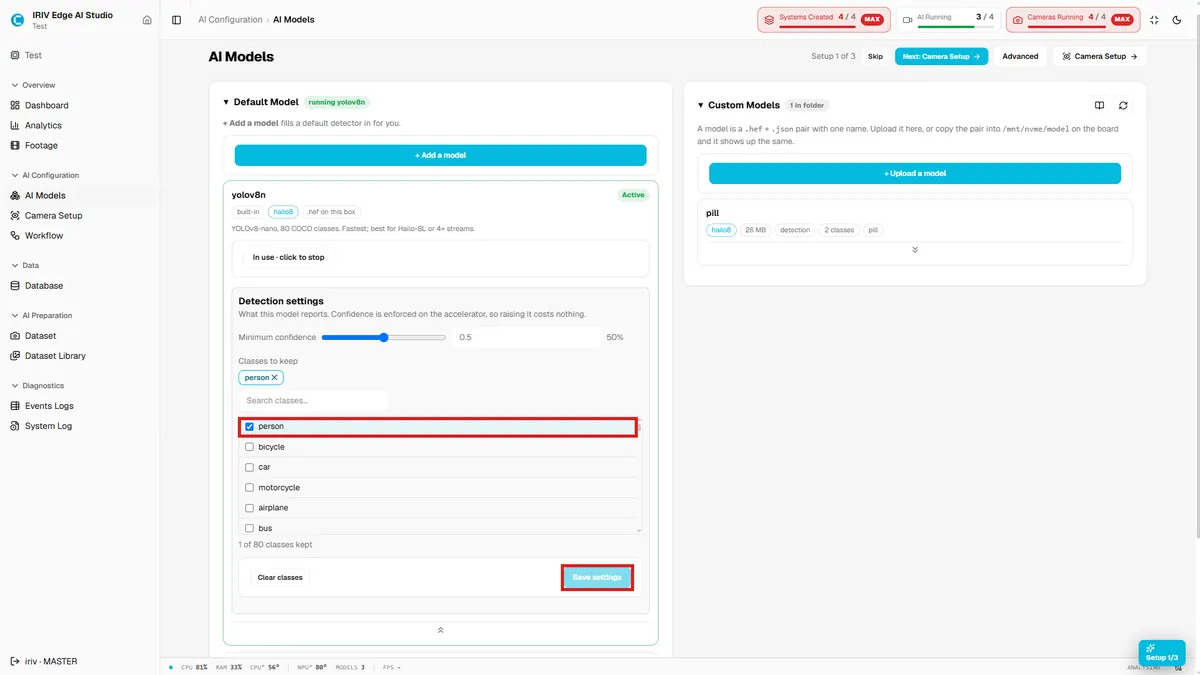 IRIV Edge AI Studio
Test
Test
Overview
Dashboard
Analytics
Footage
AI Configuration
AI Models
Camera Setup
Workflow
Data
Database
AI Preparation
Dataset
Dataset Library
Diagnostics
Events Logs
System Log
iriv · MASTER
AI Configuration › AI Models
Systems Created 4 / 4 MAX
AI Running 3 / 4
Cameras Running 4 / 4 MAX
AI Models
Setup 1 of 3 Skip Next: Camera Setup → Advanced Camera Setup →
▼ Default Model running yolov8n
+ Add a model fills a default detector in for you.
+ Add a model
yolov8n Active
built-in hailo8 .hef on this box
YOLOv8-nano, 80 COCO classes. Fastest; best for Hailo-8L or 4+ streams.
In use · click to stop
Detection settings
What this model reports. Confidence is enforced on the accelerator, so raising it costs nothing.
Minimum confidence 0.5 50%
Classes to keep
person ✕
Search classes...
person
bicycle
car
motorcycle
airplane
bus
1 of 80 classes kept
Clear classes Save settings
▼ Custom Models 1 in folder
A model is a .hef + .json pair with one name. Upload it here, or copy the pair into /mnt/nvme/model on the board
and it shows up the same.
+ Upload a model
pill
hailo8 26 MB detection 2 classes pill
CPU 81% RAM 33% CPU° 56° NPU° 80° MODELS 3 FPS -
Setup 1/3